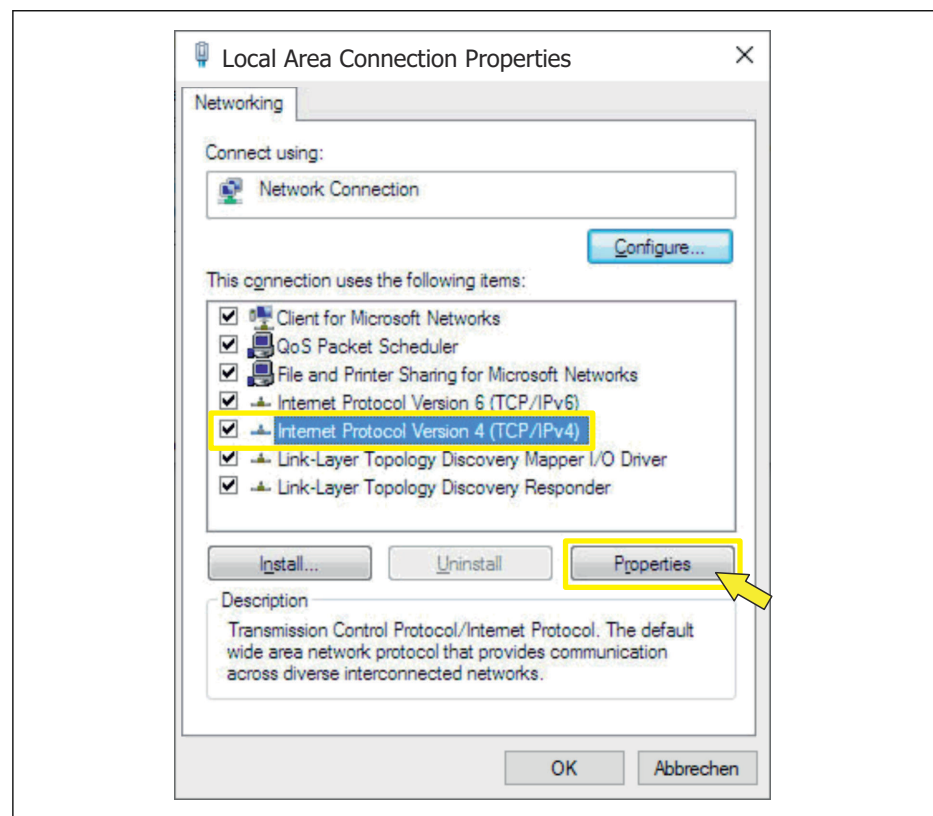 Local Area Connection Properties
Networking
Connect using:
Network Connection
Configure...
This connection uses the following items:
Client for Microsoft Networks
QoS Packet Scheduler
File and Printer Sharing for Microsoft Networks
Internet Protocol Version 6 (TCP/IPv6)
Internet Protocol Version 4 (TCP/IPv4)
Link-Layer Topology Discovery Mapper I/O Driver
Link-Layer Topology Discovery Responder
Install...
Uninstall
Properties
Description
Transmission Control Protocol/Internet Protocol. The default
wide area network protocol that provides communication
across diverse interconnected networks.
OK
Abbrechen